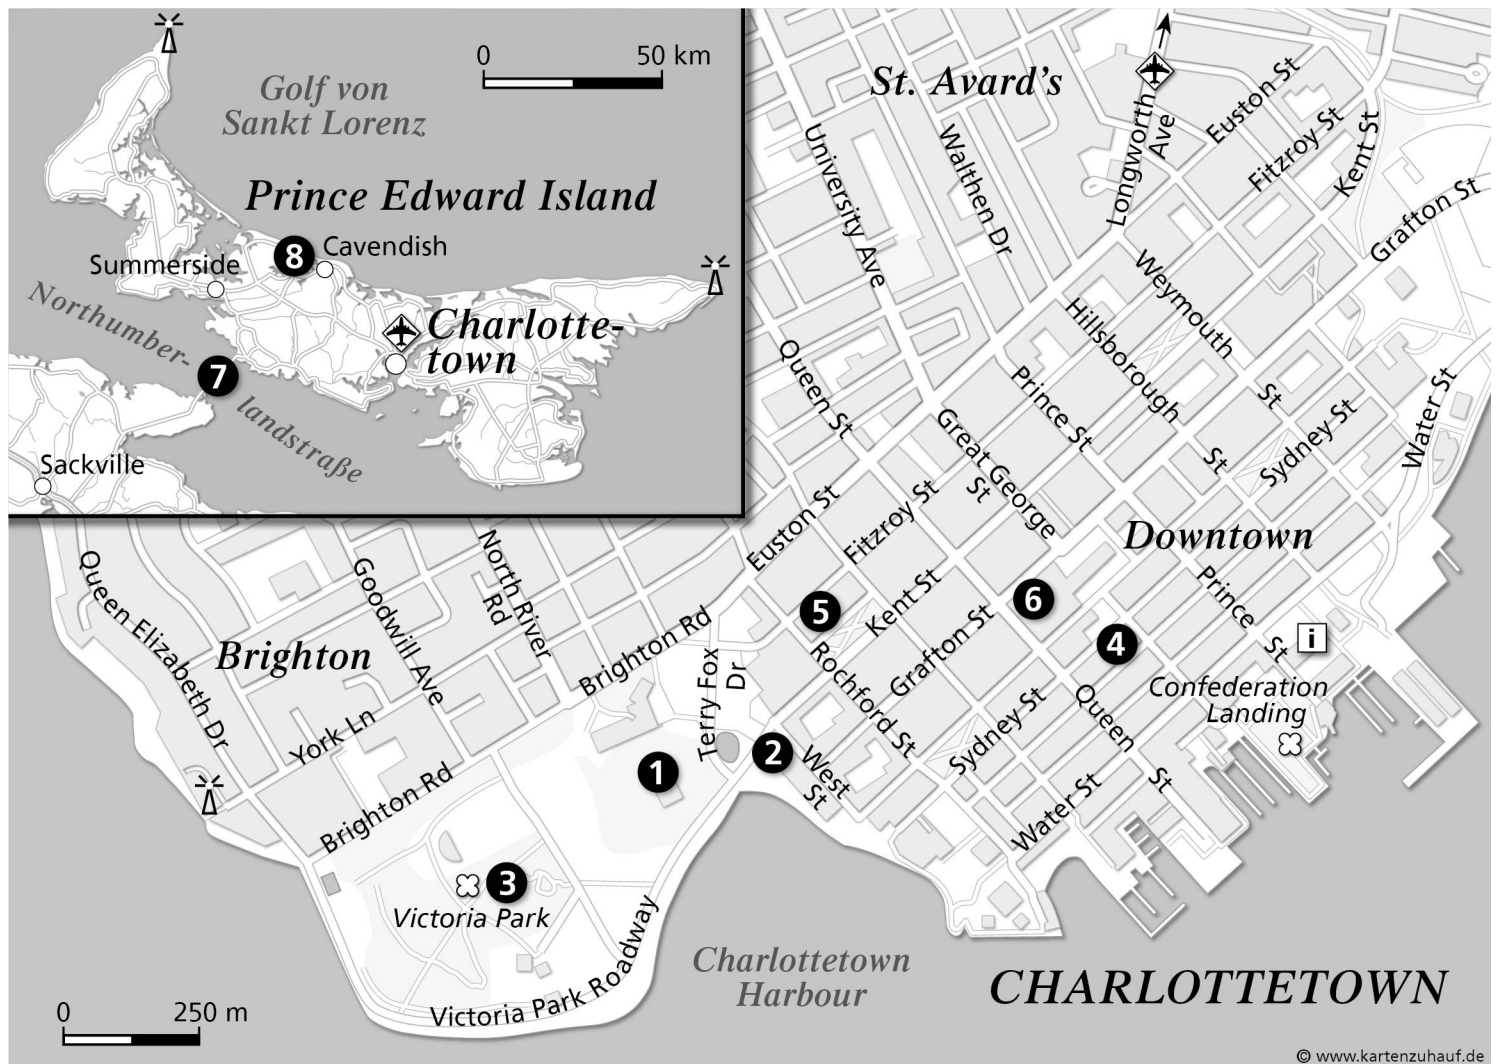 0 50 km
Golf von
Sankt Lorenz
Prince Edward Island
8
Cavendish
Summerside
Northumber-
landstraße
7
Charlotte-
town
Sackville
St. Avard's
University Ave
Walthen Dr
Longworth
Ave
Euston St
Fitzroy St
Kent St
Grafton St
Weymouth
St
Hillsborough
St
Prince St
Queen St
Great George
St
Sydney St
Water St
Downtown
Euston St
Fitzroy St
Kent St
Grafton St
Prince
St
i
5
6
4
Rochford St
Sydney St
Queen
St
Water St
Confederation
Landing
Queen Elizabeth Dr
Goodwill Ave
North River
Rd
Brighton
Brighton Rd
Terry Fox
Dr
York Ln
Brighton Rd
1
2
West
St
3
Victoria Park
Victoria Park Roadway
Charlottetown
Harbour
CHARLOTTETOWN
0 250 m
© www.kartenzuhauf.de